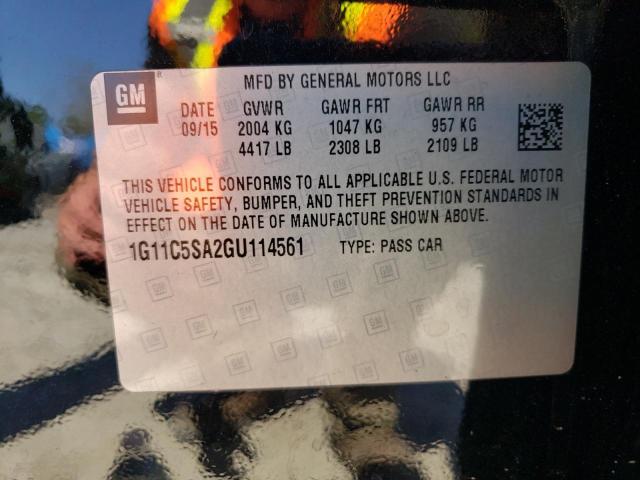 GM ®
MFD BY GENERAL MOTORS LLC
DATE GVWR GAWR FRT GAWR RR
09/15 2004 KG 1047 KG 957 KG
4417 LB 2308 LB 2109 LB
THIS VEHICLE CONFORMS TO ALL APPLICABLE U.S. FEDERAL MOTOR
VEHICLE SAFETY, BUMPER, AND THEFT PREVENTION STANDARDS IN
EFFECT ON THE DATE OF MANUFACTURE SHOWN ABOVE.
1G11C5SA2GU114561 TYPE: PASS CAR